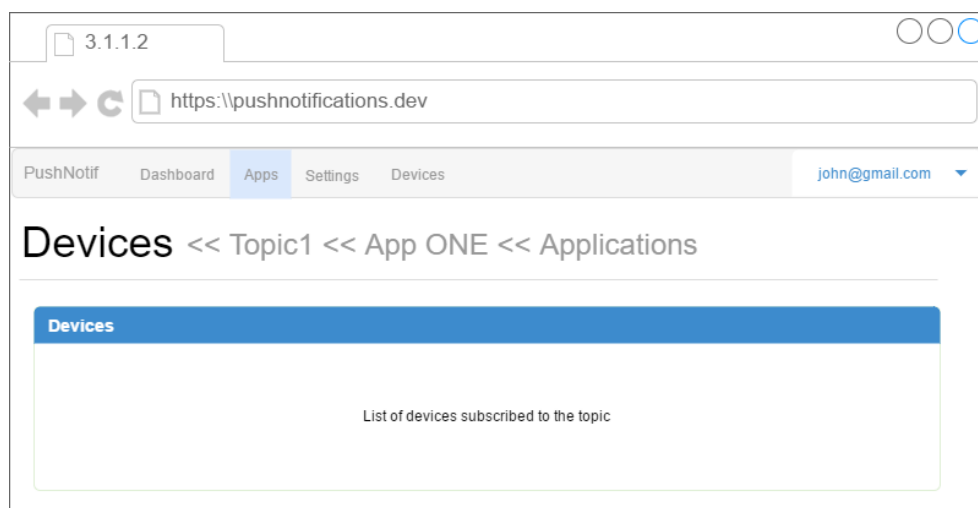 3.1.1.2
https:\\pushnotifications.dev
PushNotif Dashboard Apps Settings Devices john@gmail.com
Devices << Topic1 << App ONE << Applications
Devices
List of devices subscribed to the topic